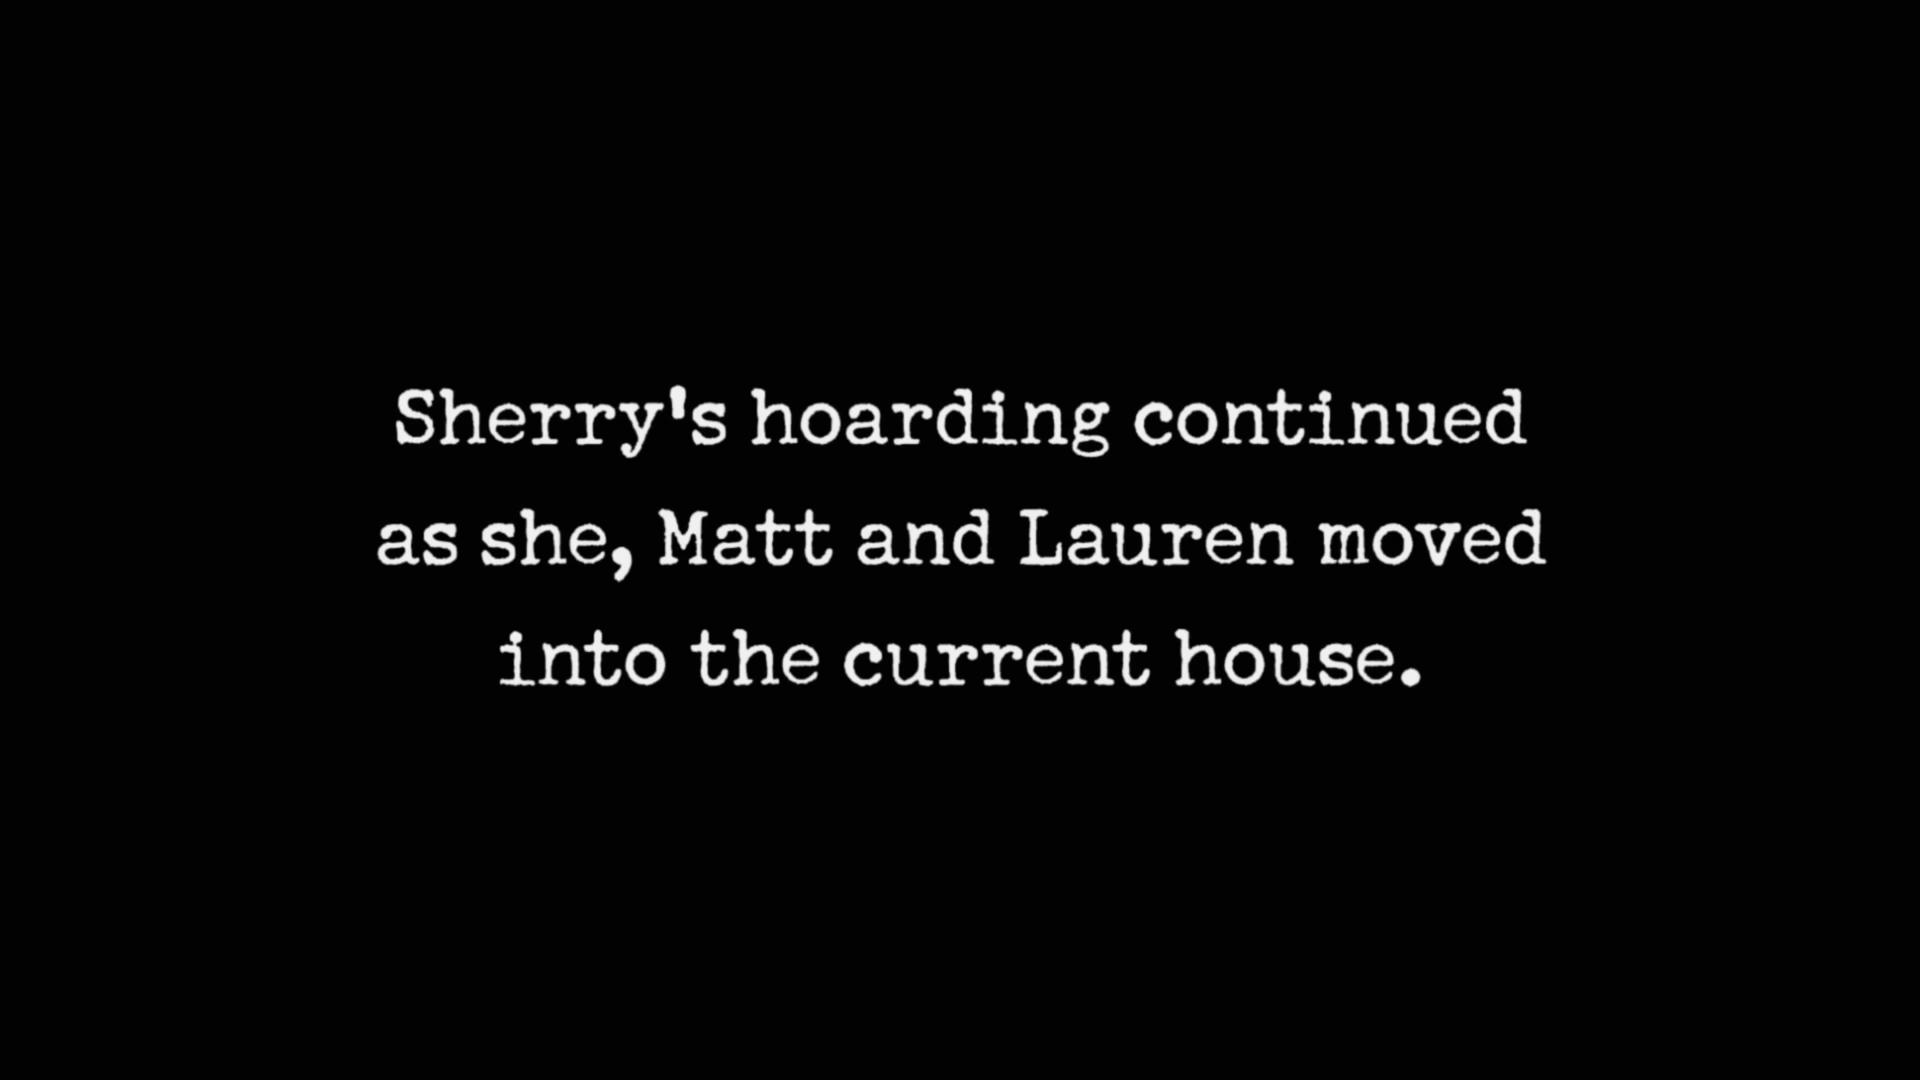 Sherry's hoarding continued
as she, Matt and Lauren moved
into the current house.